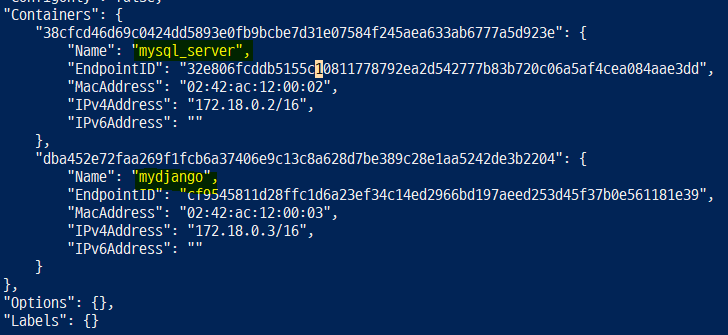 "Containers": {
"38cfcd46d69c0424dd5893e0fb9bcbe7d31e07584f245aea633ab6777a5d923e": {
"Name": "mysql_server",
"EndpointID": "32e806fcddb5155c10811778792ea2d542777b83b720c06a5af4cea084aae3dd",
"MacAddress": "02:42:ac:12:00:02",
"IPv4Address": "172.18.0.2/16",
"IPv6Address": ""
},
"dba452e72faa269f1fcb6a37406e9c13c8a628d7be389c28e1aa5242de3b2204": {
"Name": "mydjango",
"EndpointID": "cf9545811d28ffc1d6a23ef34c14ed2966bd197aeed253d45f37b0e561181e39",
"MacAddress": "02:42:ac:12:00:03",
"IPv4Address": "172.18.0.3/16",
"IPv6Address": ""
}
},
"Options": {},
"Labels": {}